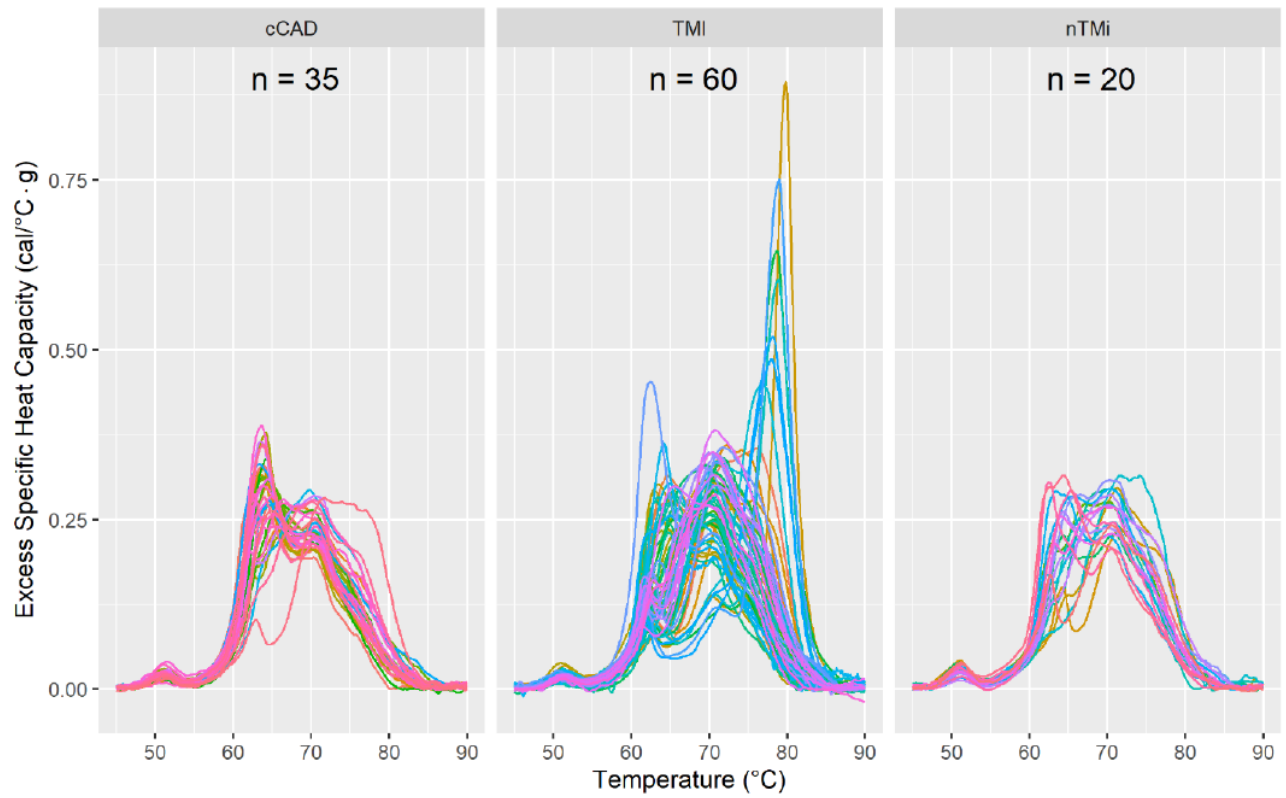 cCAD TMI nTMi
n = 35 n = 60 n = 20
Excess Specific Heat Capacity (cal/°C · g)
0.75
0.50
0.25
0.00
50 60 70 80 90 50 60 70 80 90 50 60 70 80 90
Temperature (°C)